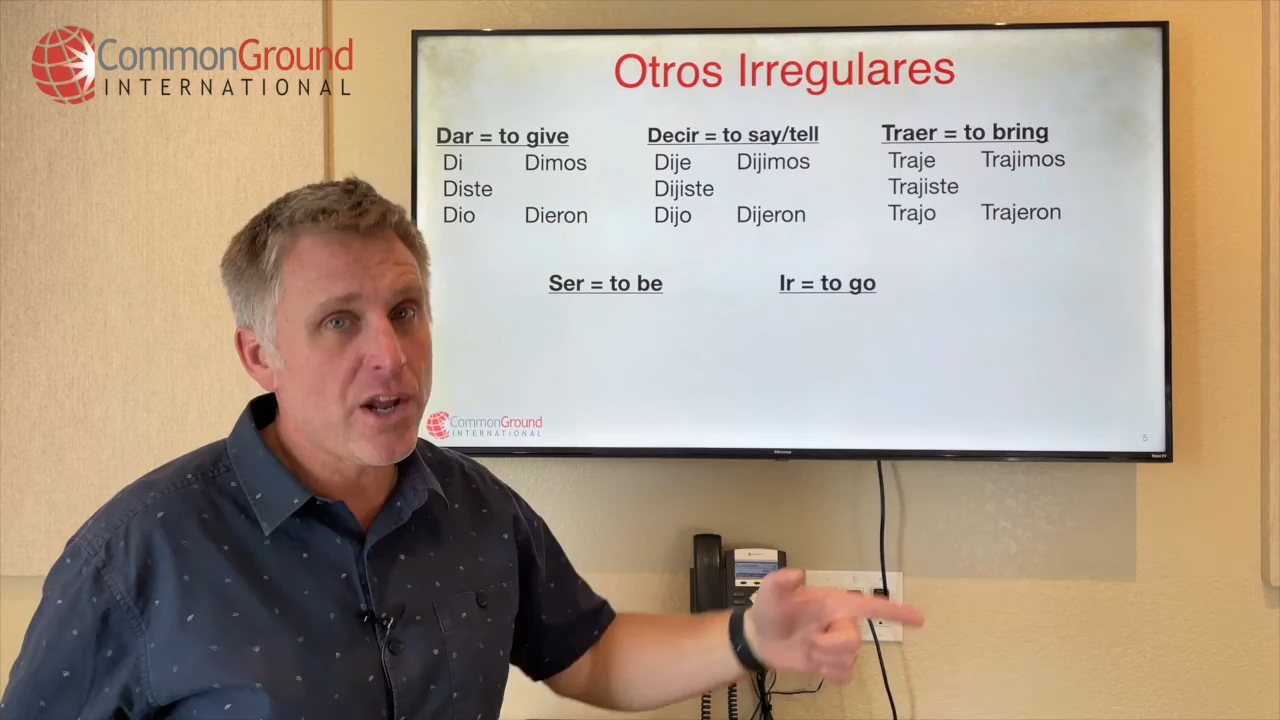 CommonGround
INTERNATIONAL
Otros Irregulares
Dar = to give
Di Dimos
Diste
Dio Dieron
Decir = to say/tell
Dije Dijimos
Dijiste
Dijo Dijeron
Traer = to bring
Traje Trajimos
Trajiste
Trajo Trajeron
Ser = to be
Ir = to go
CommonGround
INTERNATIONAL
5